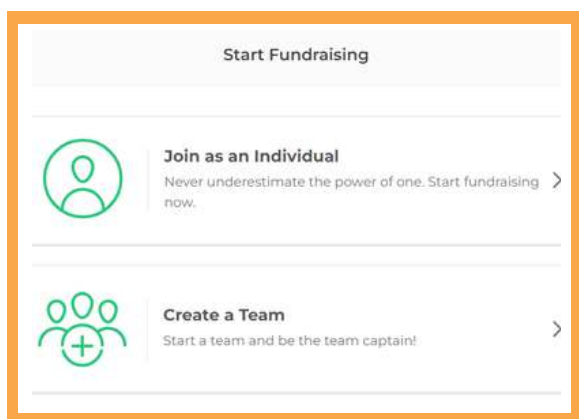 Start Fundraising
Join as an Individual
Never underestimate the power of one. Start fundraising
now.
Create a Team
Start a team and be the team captain!